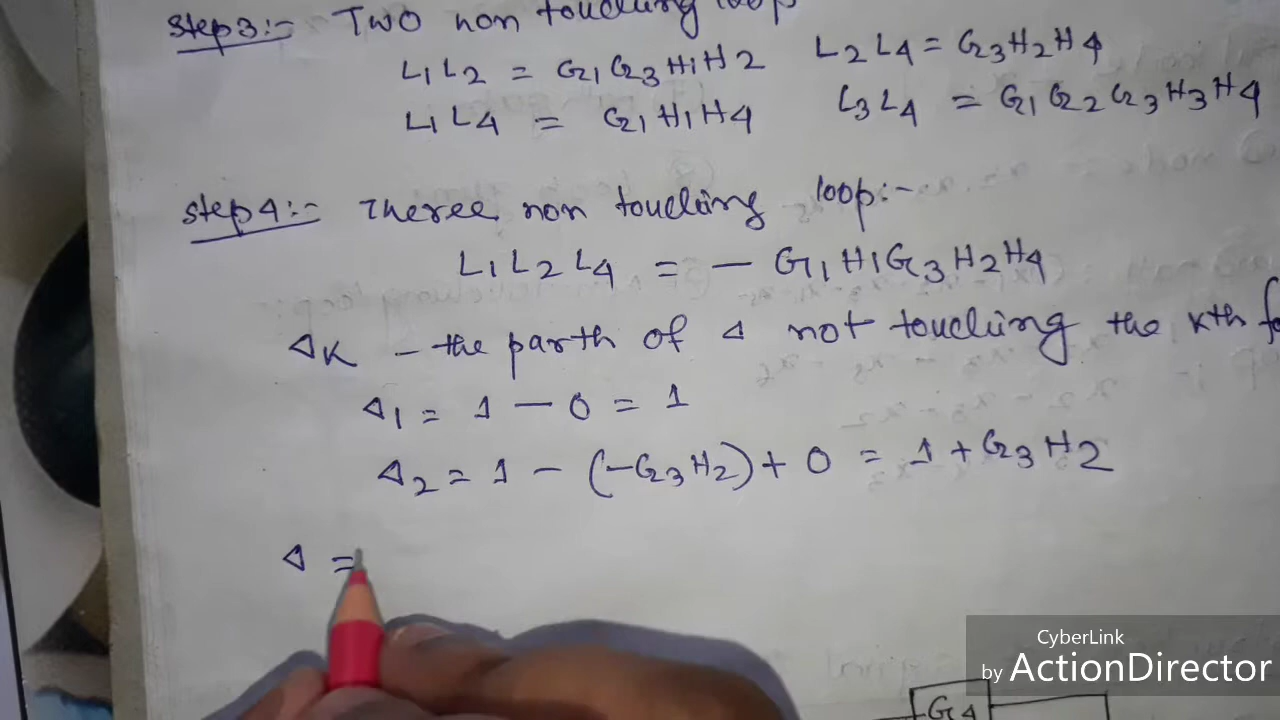 Step3:- Two non touching loop
L1L2 = G1G3H1H2 L2L4 = G3H2H4
L1L4 = G1H1H4 L3L4 = G1G2G3H3H4
Step4:- Theree non touching loop:-
L1L2L4 = - G1H1G3H2H4
ΔK - the parth of Δ not touching the Kth fo
Δ1 = 1 - 0 = 1
Δ2 = 1 - (-G3H2) + 0 = 1 + G3H2
Δ =
G4
CyberLink
by ActionDirector